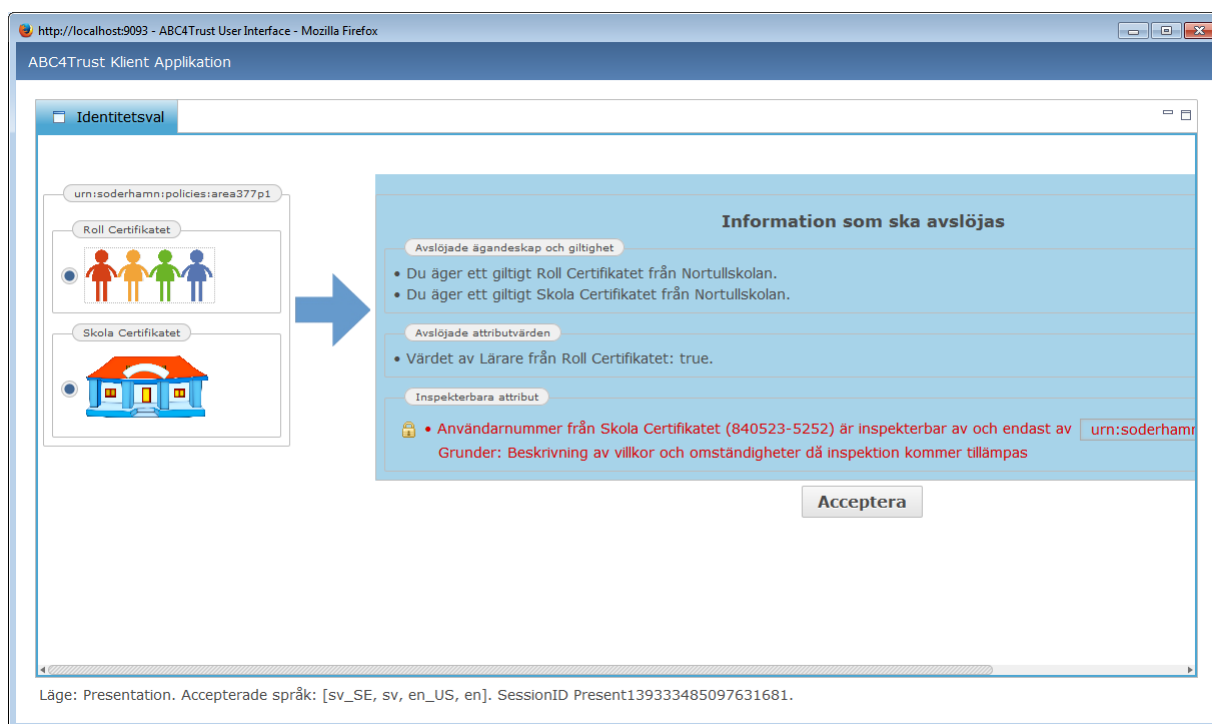 http://localhost:9093 - ABC4Trust User Interface - Mozilla Firefox
ABC4Trust Klient Applikation
Identitetsval
urn:soderhamn:policies:area377p1
Roll Certifikatet
Skola Certifikatet
Information som ska avslöjas
Avslöjade ägandeskap och giltighet
• Du äger ett giltigt Roll Certifikatet från Nortullskolan.
• Du äger ett giltigt Skola Certifikatet från Nortullskolan.
Avslöjade attributvärden
• Värdet av Lärare från Roll Certifikatet: true.
Inspekterbara attribut
• Användarnummer från Skola Certifikatet (840523-5252) är inspekterbar av och endast av urn:soderhamn
Grunder: Beskrivning av villkor och omständigheter då inspektion kommer tillämpas
Acceptera
Läge: Presentation. Accepterade språk: [sv_SE, sv, en_US, en]. SessionID Present139333485097631681.